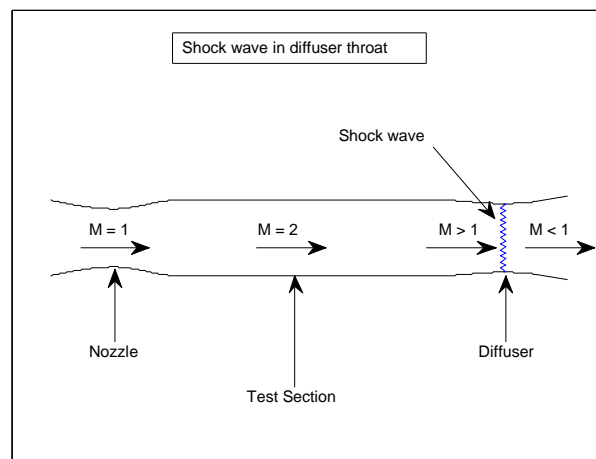 Shock wave in diffuser throat
Shock wave
M = 1
M = 2
M > 1
M < 1
Nozzle
Diffuser
Test Section